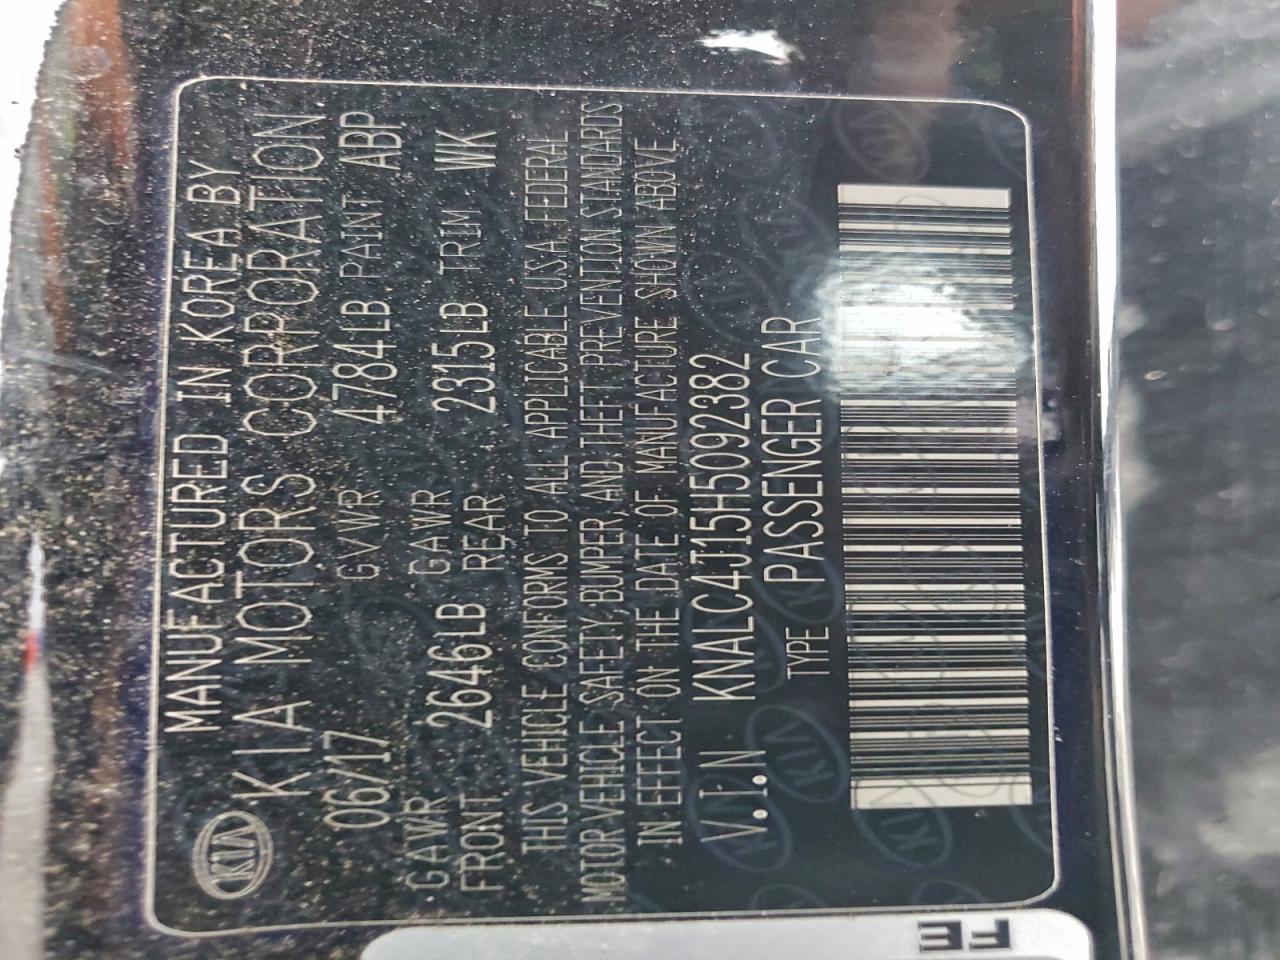 MANUFACTURED IN KOREA BY
KIA KIA MOTORS CORPORATION
06/17 GVWR 4784LB PAINT ABP
GAWR FRONT 2646LB GAWR REAR 2315LB TRIM WK
THIS VEHICLE CONFORMS TO ALL APPLICABLE U.S.A FEDERAL
MOTOR VEHICLE SAFETY, BUMPER, AND THEFT PREVENTION STANDARDS
IN EFFECT ON THE DATE OF MANUFACTURE SHOWN ABOVE
V.I.N KNALC4J15H5092382
TYPE PASSENGER CAR
FE